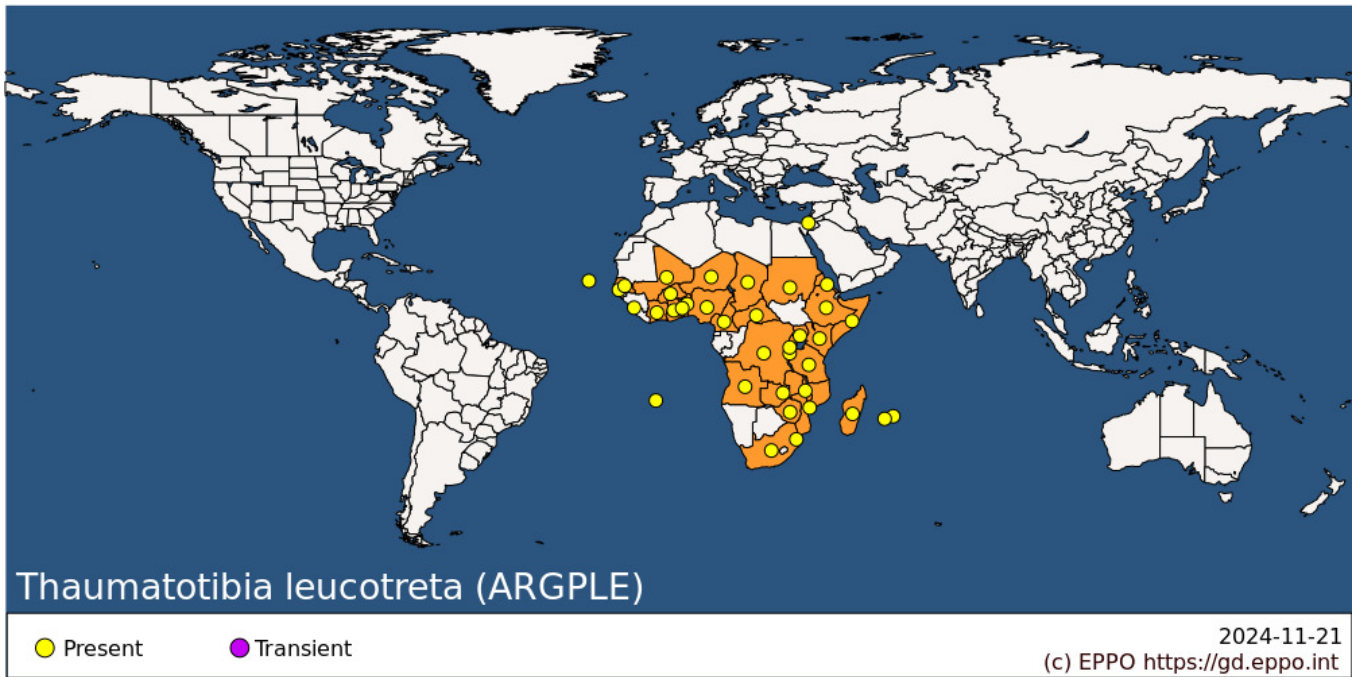 Thaumatotibia leucotreta (ARGPLE)
Present
Transient
2024-11-21
(c) EPPO https://gd.eppo.int